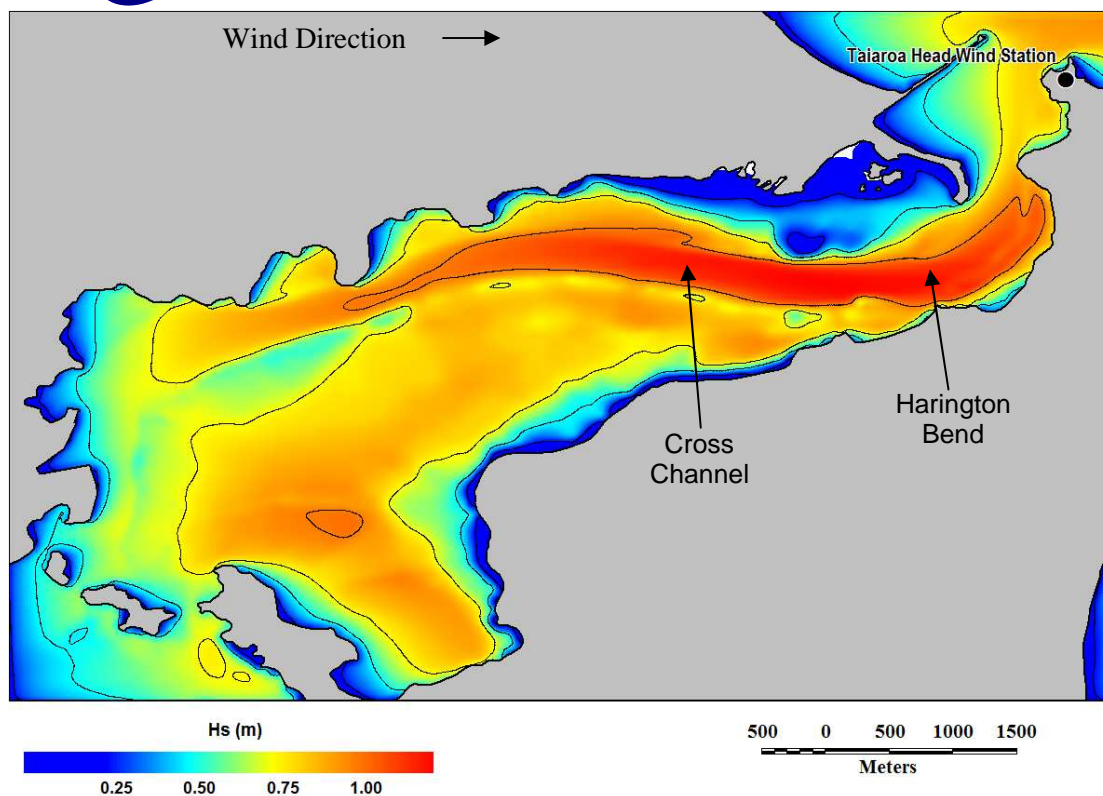 Wind Direction
Taiaroa Head Wind Station
Harington
Bend
Cross
Channel
Hs (m)
0.25 0.50 0.75 1.00
500 0 500 1000 1500
Meters